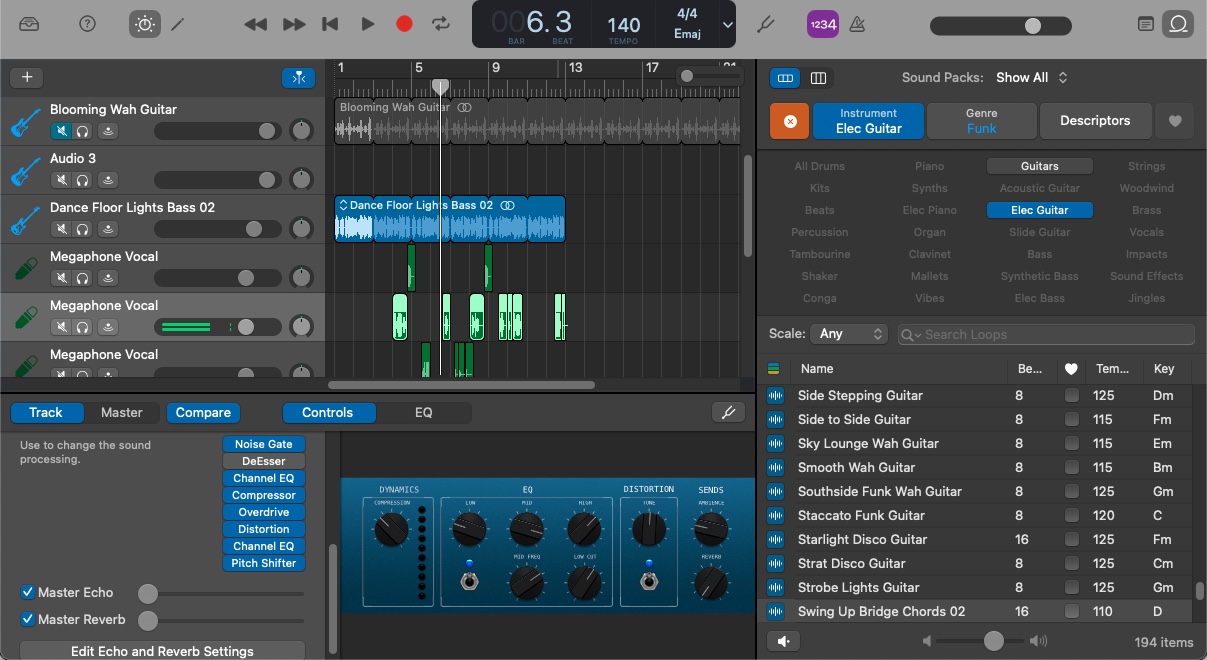 006.3
BAR BEAT
140
TEMPO
4/4
Emaj
1234
1 5 9 13 17 21
Sound Packs: Show All
Blooming Wah Guitar
Blooming Wah Guitar
Instrument
Elec Guitar
Genre
Funk
Descriptors
Audio 3
All Drums Piano Guitars Strings
Kits Synths Acoustic Guitar Woodwind
Beats Elec Piano Elec Guitar Brass
Percussion Organ Slide Guitar Vocals
Tambourine Clavinet Bass Impacts
Shaker Mallets Synthetic Bass Sound Effects
Conga Vibes Elec Bass Jingles
Dance Floor Lights Bass 02
Dance Floor Lights Bass 02
Megaphone Vocal
Megaphone Vocal
Megaphone Vocal
Scale: Any
Search Loops
Name Be... Tem... Key
Side Stepping Guitar 8 125 Dm
Side to Side Guitar 8 115 Fm
Sky Lounge Wah Guitar 8 115 Em
Smooth Wah Guitar 8 115 Bm
Southside Funk Wah Guitar 8 125 Gm
Staccato Funk Guitar 8 120 C
Starlight Disco Guitar 16 125 Fm
Strat Disco Guitar 8 125 Cm
Strobe Lights Guitar 8 125 Gm
Swing Up Bridge Chords 02 16 110 D
194 items
Track Master Compare Controls EQ
Use to change the sound
processing.
Noise Gate
DeEsser
Channel EQ
Compressor
Overdrive
Distortion
Channel EQ
Pitch Shifter
Master Echo
Master Reverb
Edit Echo and Reverb Settings
DYNAMICS EQ DISTORTION SENDS
COMPRESSION LOW MID HIGH TONE AMBIENCE
MID FREQ LOW CUT REVERB